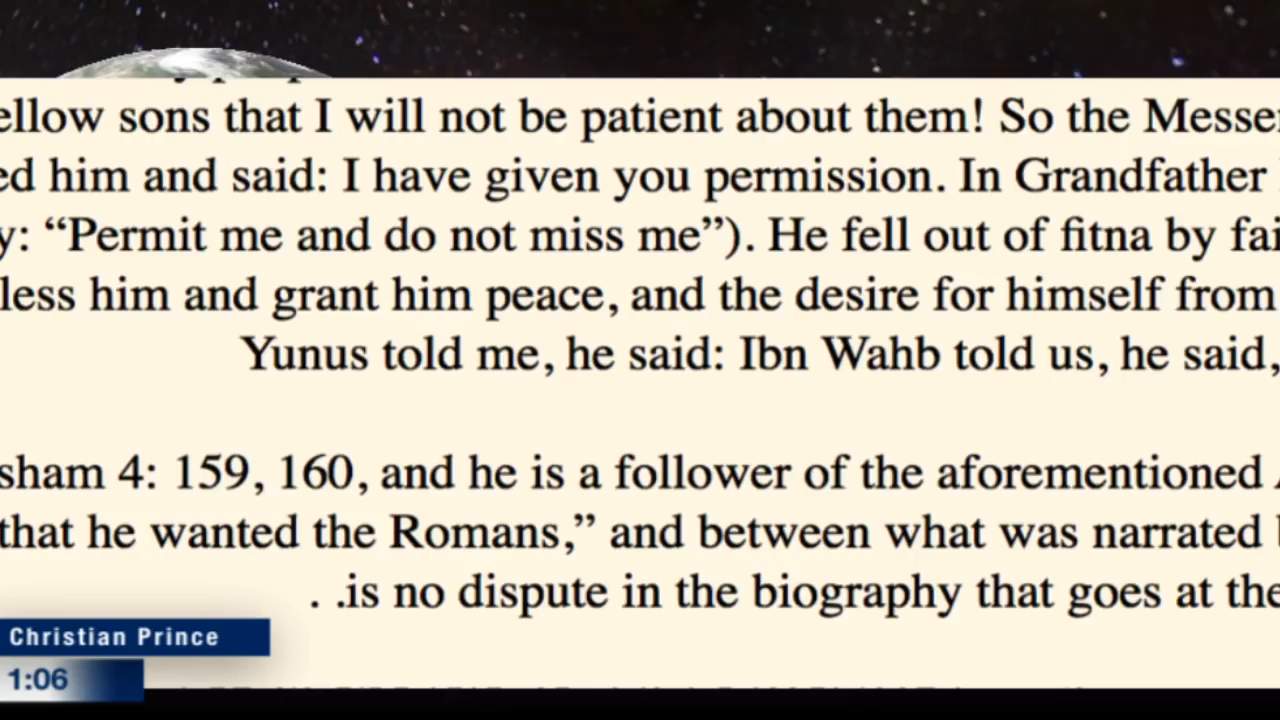 ellow sons that I will not be patient about them! So the Messe
ed him and said: I have given you permission. In Grandfather
y: “Permit me and do not miss me”). He fell out of fitna by fai
less him and grant him peace, and the desire for himself from
Yunus told me, he said: Ibn Wahb told us, he said,
sham 4: 159, 160, and he is a follower of the aforementioned
that he wanted the Romans,” and between what was narrated
. .is no dispute in the biography that goes at the
Christian Prince
1:06